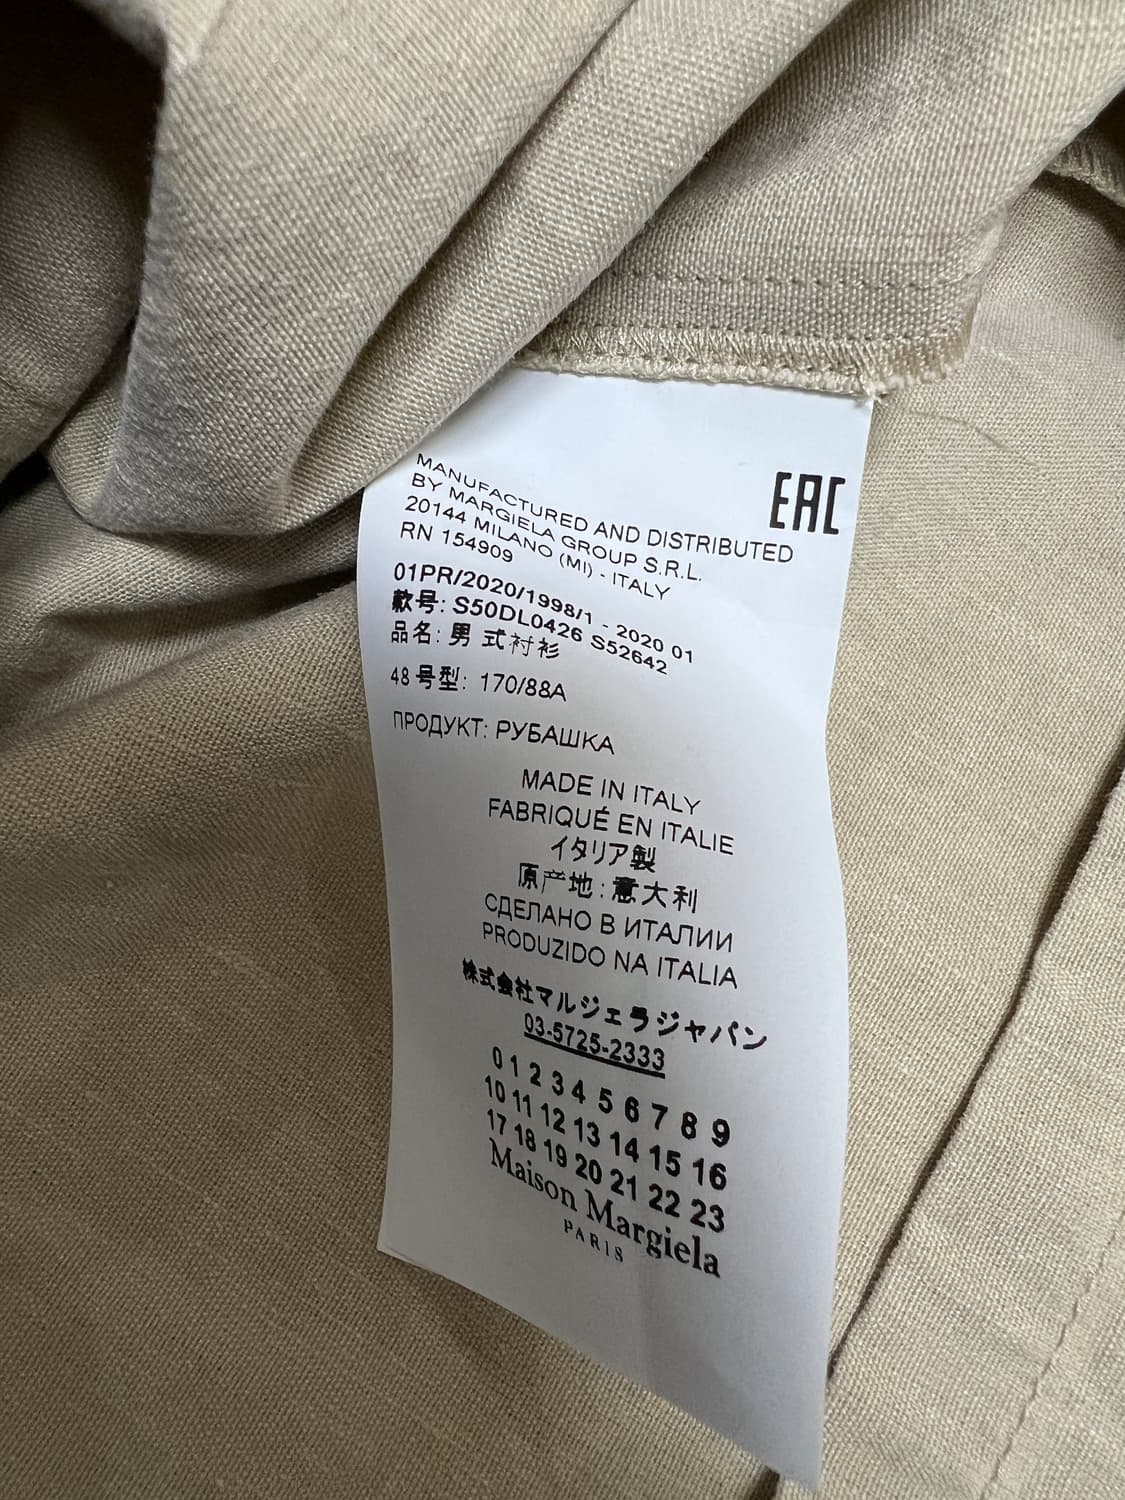 EAC
MANUFACTURED AND DISTRIBUTED
BY MARGIELA GROUP S.R.L.
20144 MILANO (MI) - ITALY
RN 154909
01PR/2020/1998/1 - 2020 01
款号: S50DL0426 S52642
品名: 男式衬衫
48号型: 170/88A
ПРОДУКТ: РУБАШКА
MADE IN ITALY
FABRIQUÉ EN ITALIE
イタリア製
原产地: 意大利
СДЕЛАНО В ИТАЛИИ
PRODUZIDO NA ITALIA
株式会社マルジェラジャパン
03-5725-2333
0 1 2 3 4 5 6 7 8 9
10 11 12 13 14 15 16
17 18 19 20 21 22 23
Maison Margiela
PARIS